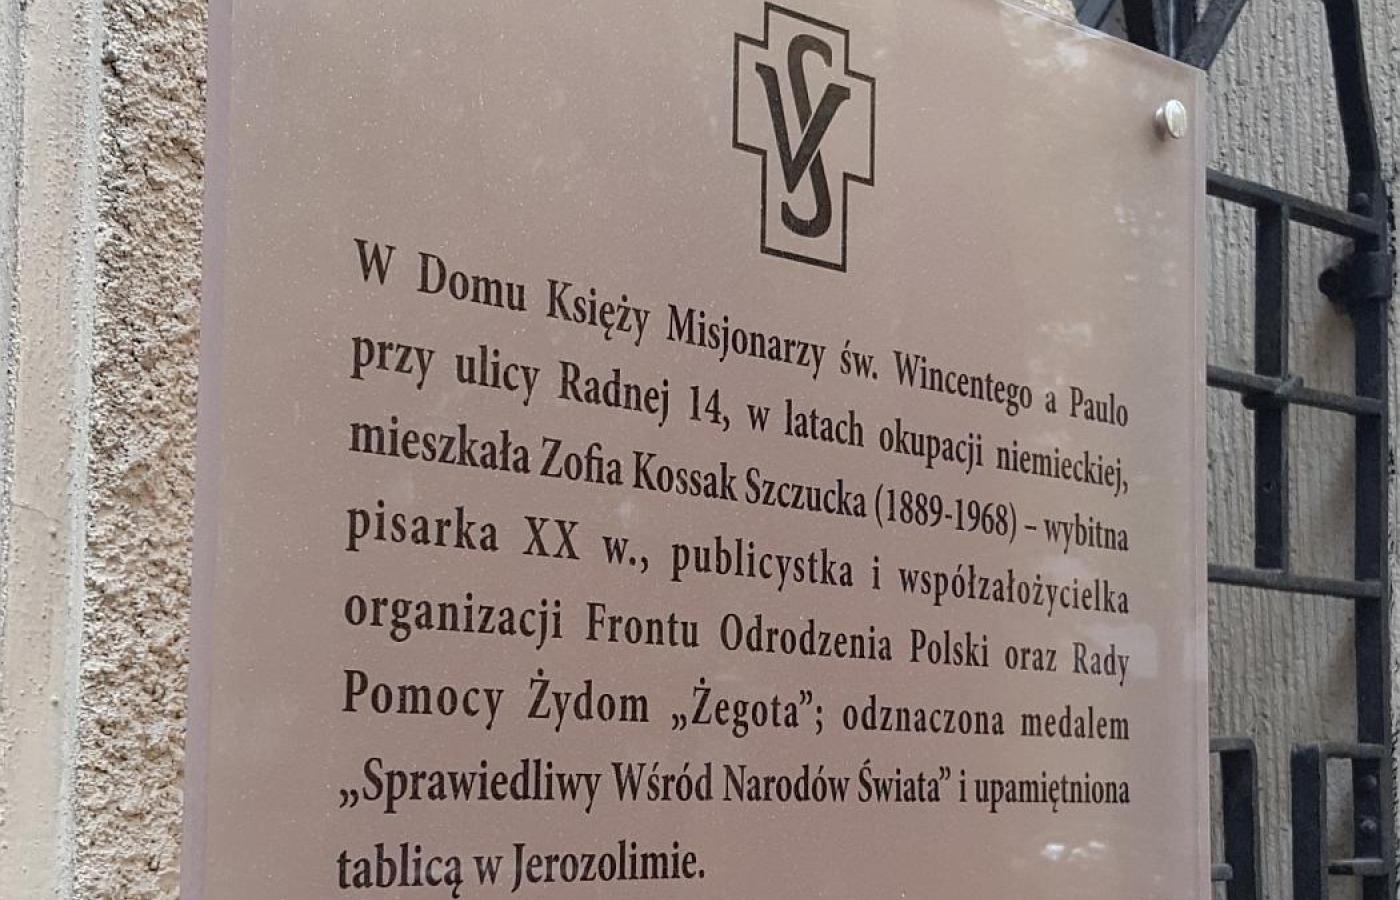 VS
W Domu Księży Misjonarzy św. Wincentego a Paulo
przy ulicy Radnej 14, w latach okupacji niemieckiej,
mieszkała Zofia Kossak Szczucka (1889-1968) – wybitna
pisarka XX w., publicystka i współzałożycielka
organizacji Frontu Odrodzenia Polski oraz Rady
Pomocy Żydom „Żegota”; odznaczona medalem
„Sprawiedliwy Wśród Narodów Świata” i upamiętniona
tablicą w Jerozolimie.